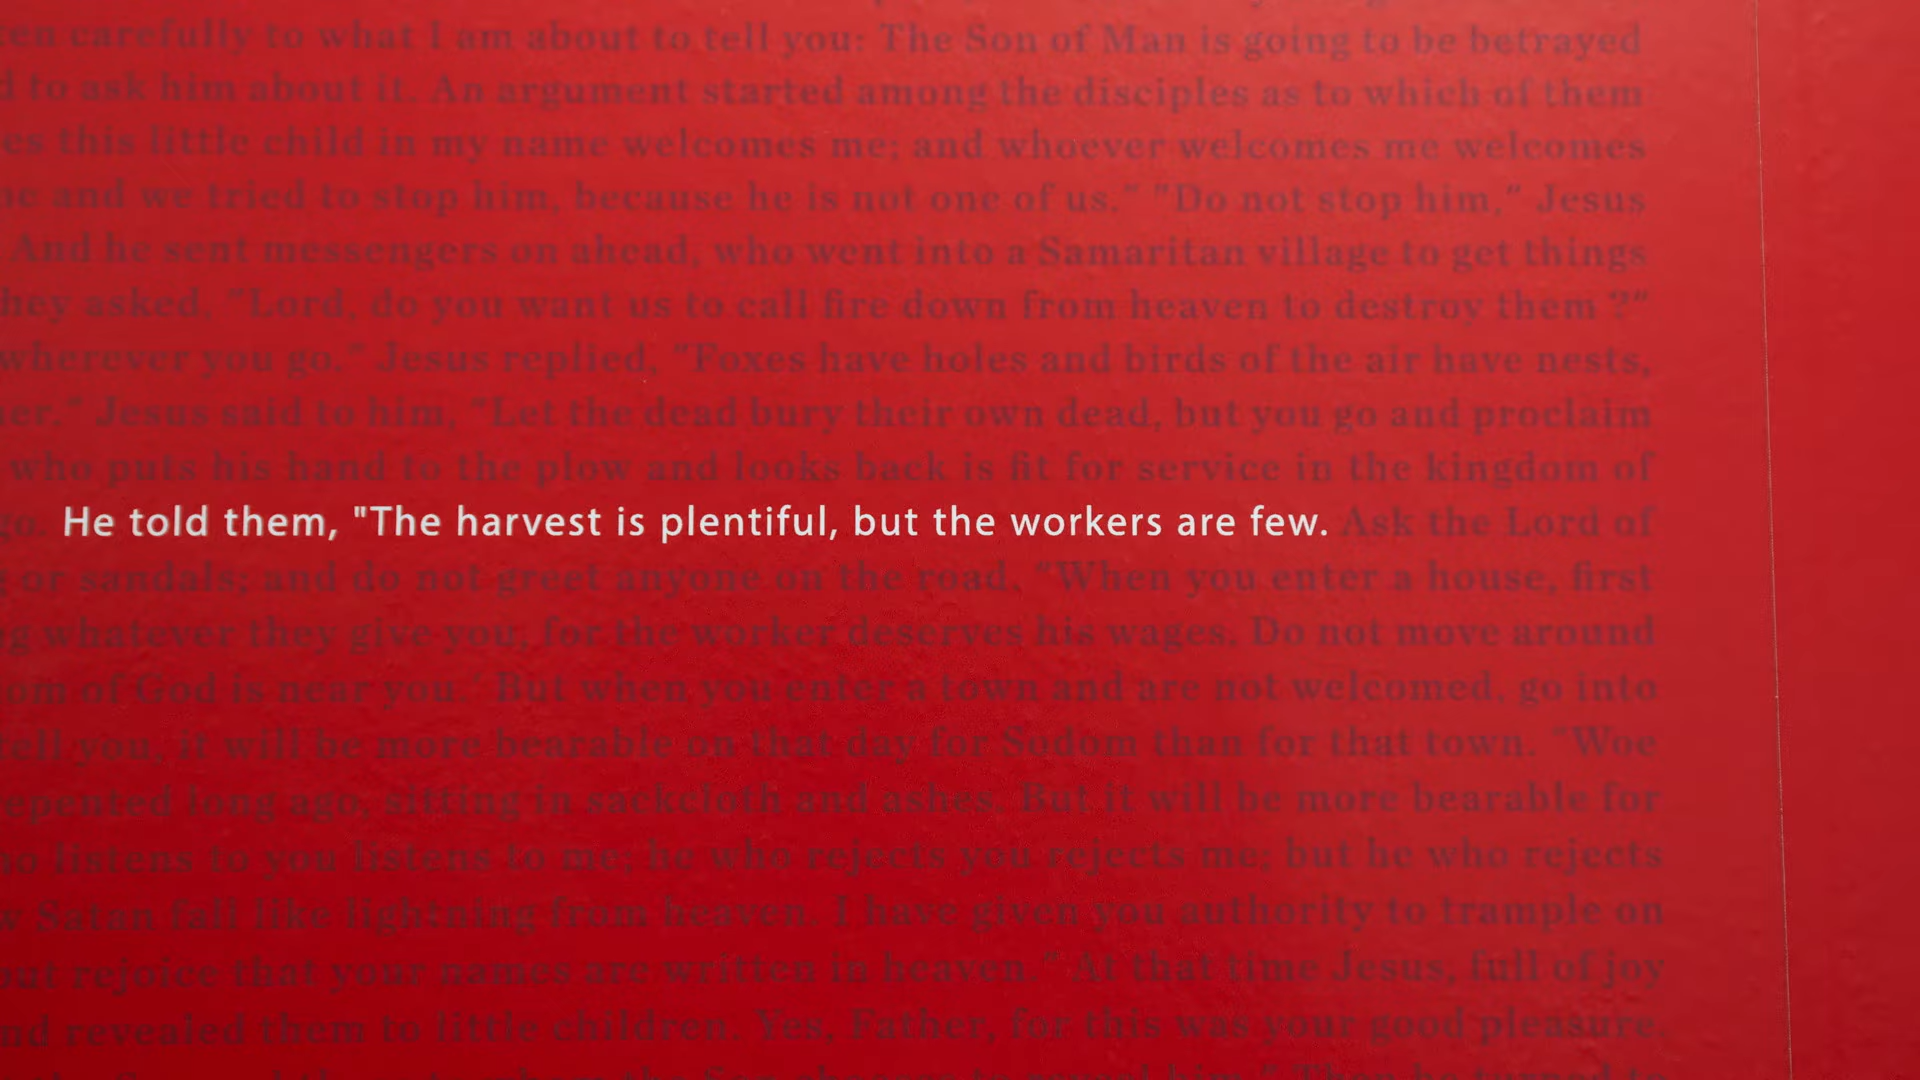 carefully to what I am about to tell you: The Son of Man is going to be betrayed
to ask him about it. An argument started among the disciples as to which of them
this little child in my name welcomes me; and whoever welcomes me welcomes
and we tried to stop him, because he is not one of us." "Do not stop him," Jesus
And he sent messengers on ahead, who went into a Samaritan village to get things
they asked, "Lord, do you want us to call fire down from heaven to destroy them ?"
wherever you go." Jesus replied, "Foxes have holes and birds of the air have nests,
Jesus said to him, "Let the dead bury their own dead, but you go and proclaim
who puts his hand to the plow and looks back is fit for service in the kingdom of
go. He told them, "The harvest is plentiful, but the workers are few. Ask the Lord of
or sandals; and do not greet anyone on the road. "When you enter a house, first
whatever they give you, for the worker deserves his wages. Do not move around
of God is near you.' But when you enter a town and are not welcomed, go into
tell you, it will be more bearable on that day for Sodom than for that town. "Woe
repented long ago, sitting in sackcloth and ashes. But it will be more bearable for
listens to you listens to me; he who rejects you rejects me; but he who rejects
Satan fall like lightning from heaven. I have given you authority to trample on
but rejoice that your names are written in heaven." At that time Jesus, full of joy
and revealed them to little children. Yes, Father, for this was your good pleasure.